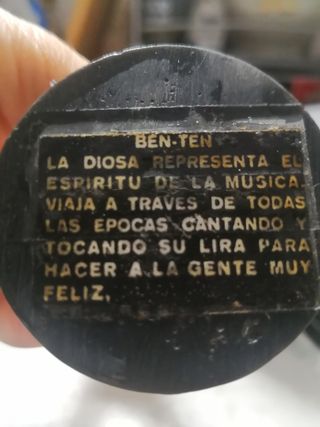 BEN-TEN
LA DIOSA REPRESENTA EL
ESPIRITU DE LA MUSICA.
VIAJA A TRAVES DE TODAS
LAS EPOCAS CANTANDO Y
TOCANDO SU LIRA PARA
HACER A LA GENTE MUY
FELIZ.